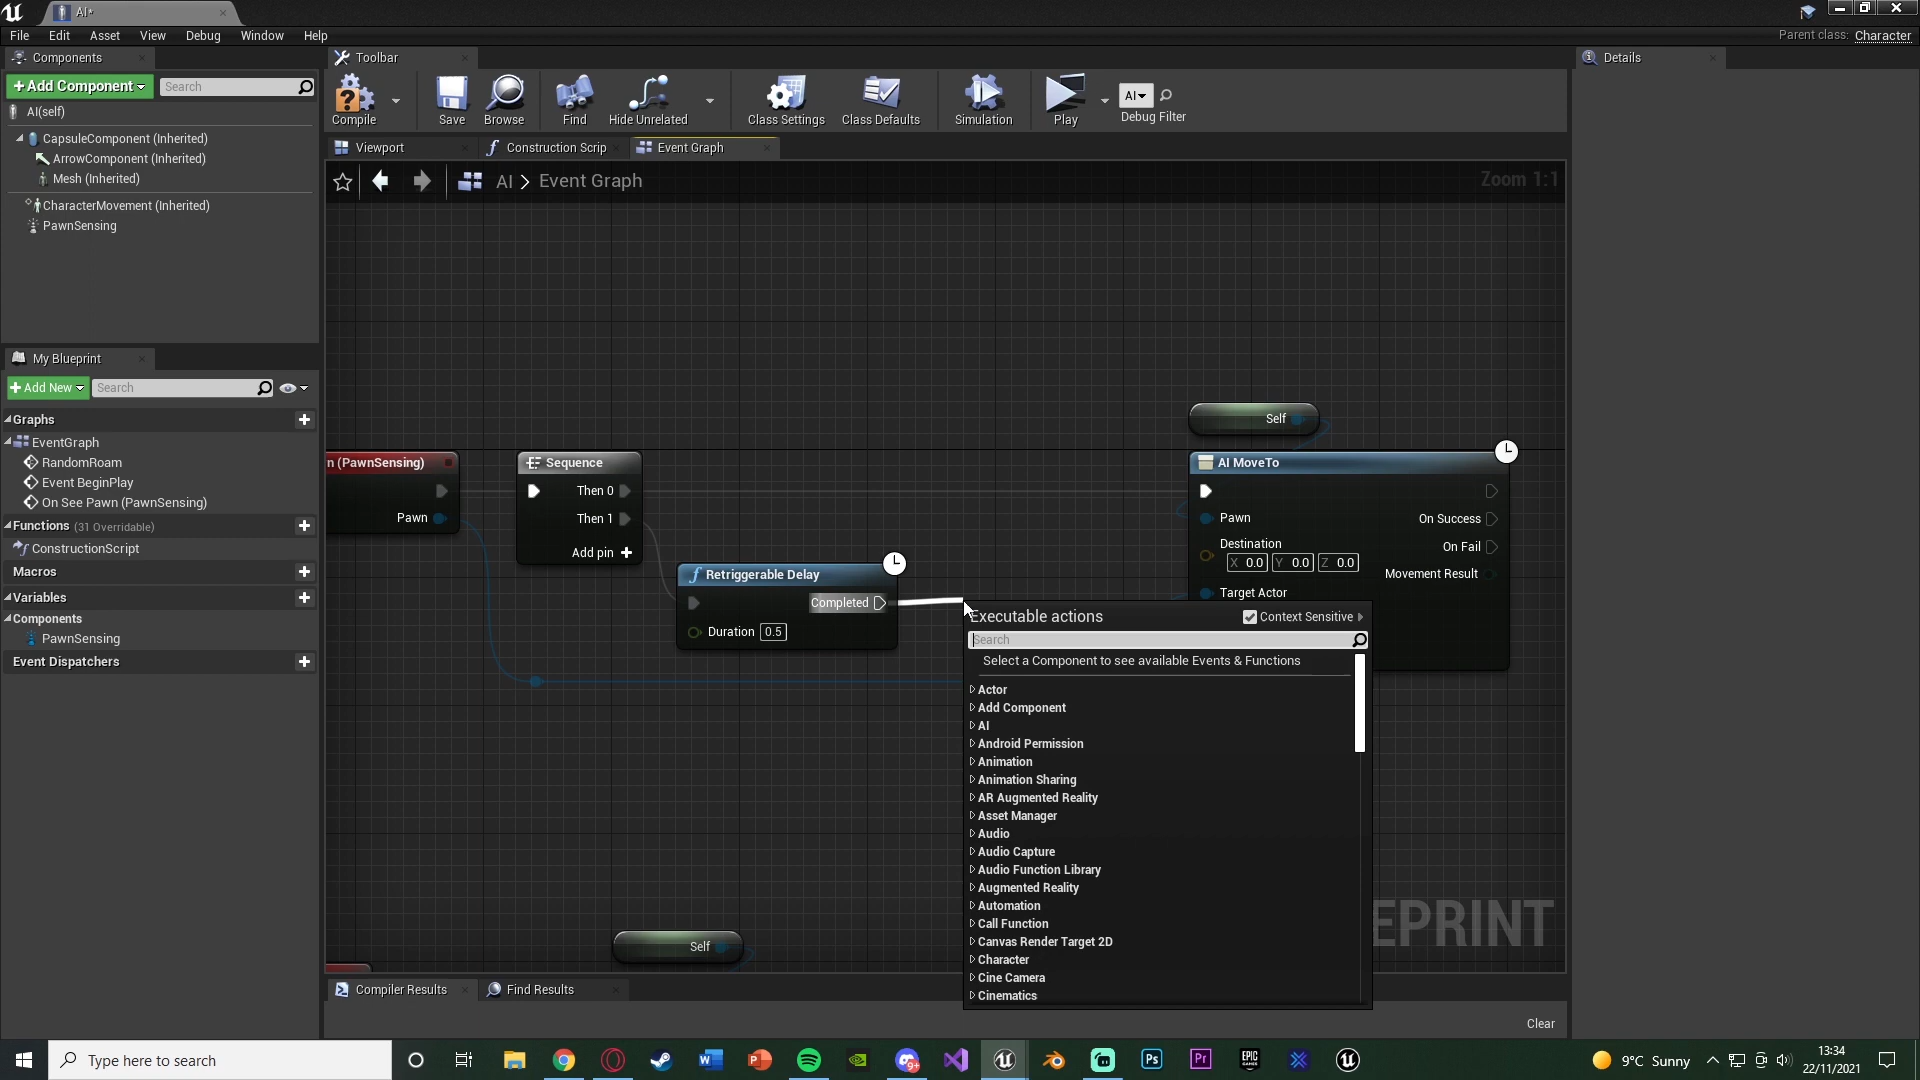 AI*
File Edit Asset View Debug Window Help
Parent class: Character
Components
Toolbar
Details
+ Add Component
Search
AI(self)
CapsuleComponent (Inherited)
ArrowComponent (Inherited)
Mesh (Inherited)
CharacterMovement (Inherited)
PawnSensing
Compile
Save
Browse
Find
Hide Unrelated
Class Settings
Class Defaults
Simulation
Play
AI
Debug Filter
Viewport
Construction Scrip
Event Graph
AI > Event Graph
Zoom 1:1
My Blueprint
+ Add New
Search
Graphs
EventGraph
RandomRoam
Event BeginPlay
On See Pawn (PawnSensing)
Functions (31 Overridable)
ConstructionScript
Macros
Variables
Components
PawnSensing
Event Dispatchers
n (PawnSensing)
Pawn
Sequence
Then 0
Then 1
Add pin +
Retriggerable Delay
Completed
Duration 0.5
Self
AI MoveTo
Pawn
On Success
Destination
X 0.0 Y 0.0 Z 0.0
On Fail
Movement Result
Target Actor
Executable actions
Context Sensitive
Search
Select a Component to see available Events & Functions
Actor
Add Component
AI
Android Permission
Animation
Animation Sharing
AR Augmented Reality
Asset Manager
Audio
Audio Capture
Audio Function Library
Augmented Reality
Automation
Call Function
Canvas Render Target 2D
Character
Cine Camera
Cinematics
EPRINT
Self
Compiler Results
Find Results
Clear
Type here to search
W
P
9+
Ps
Pr
EPIC GAMES
9°C Sunny
13:34
22/11/2021